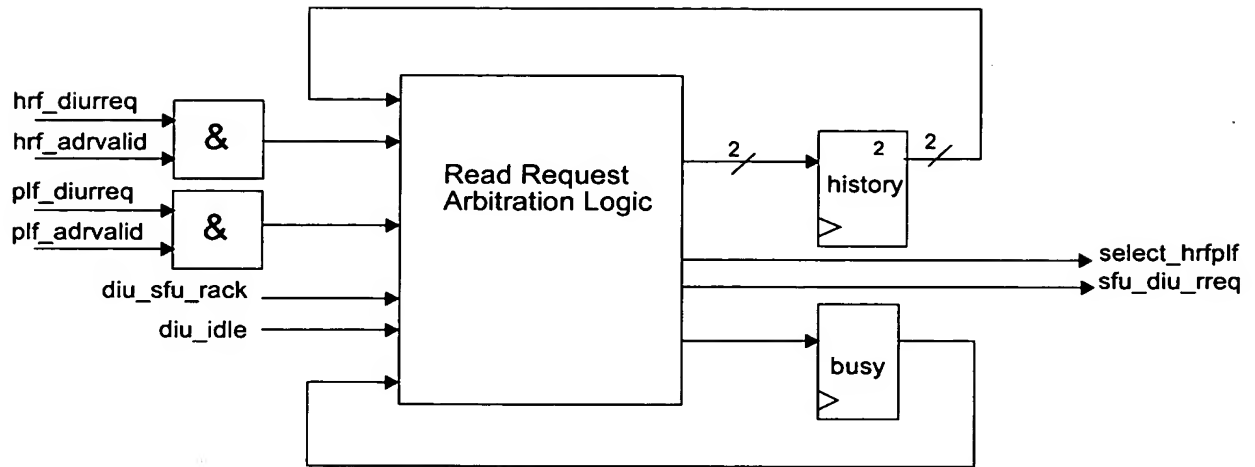 hrf_diurreq
hrf_adrvalid
&
plf_diurreq
plf_adrvalid
&
diu_sfu_rack
diu_idle
Read Request
Arbitration Logic
2
2
2
history
select_hrfplf
sfu_diu_rreq
busy